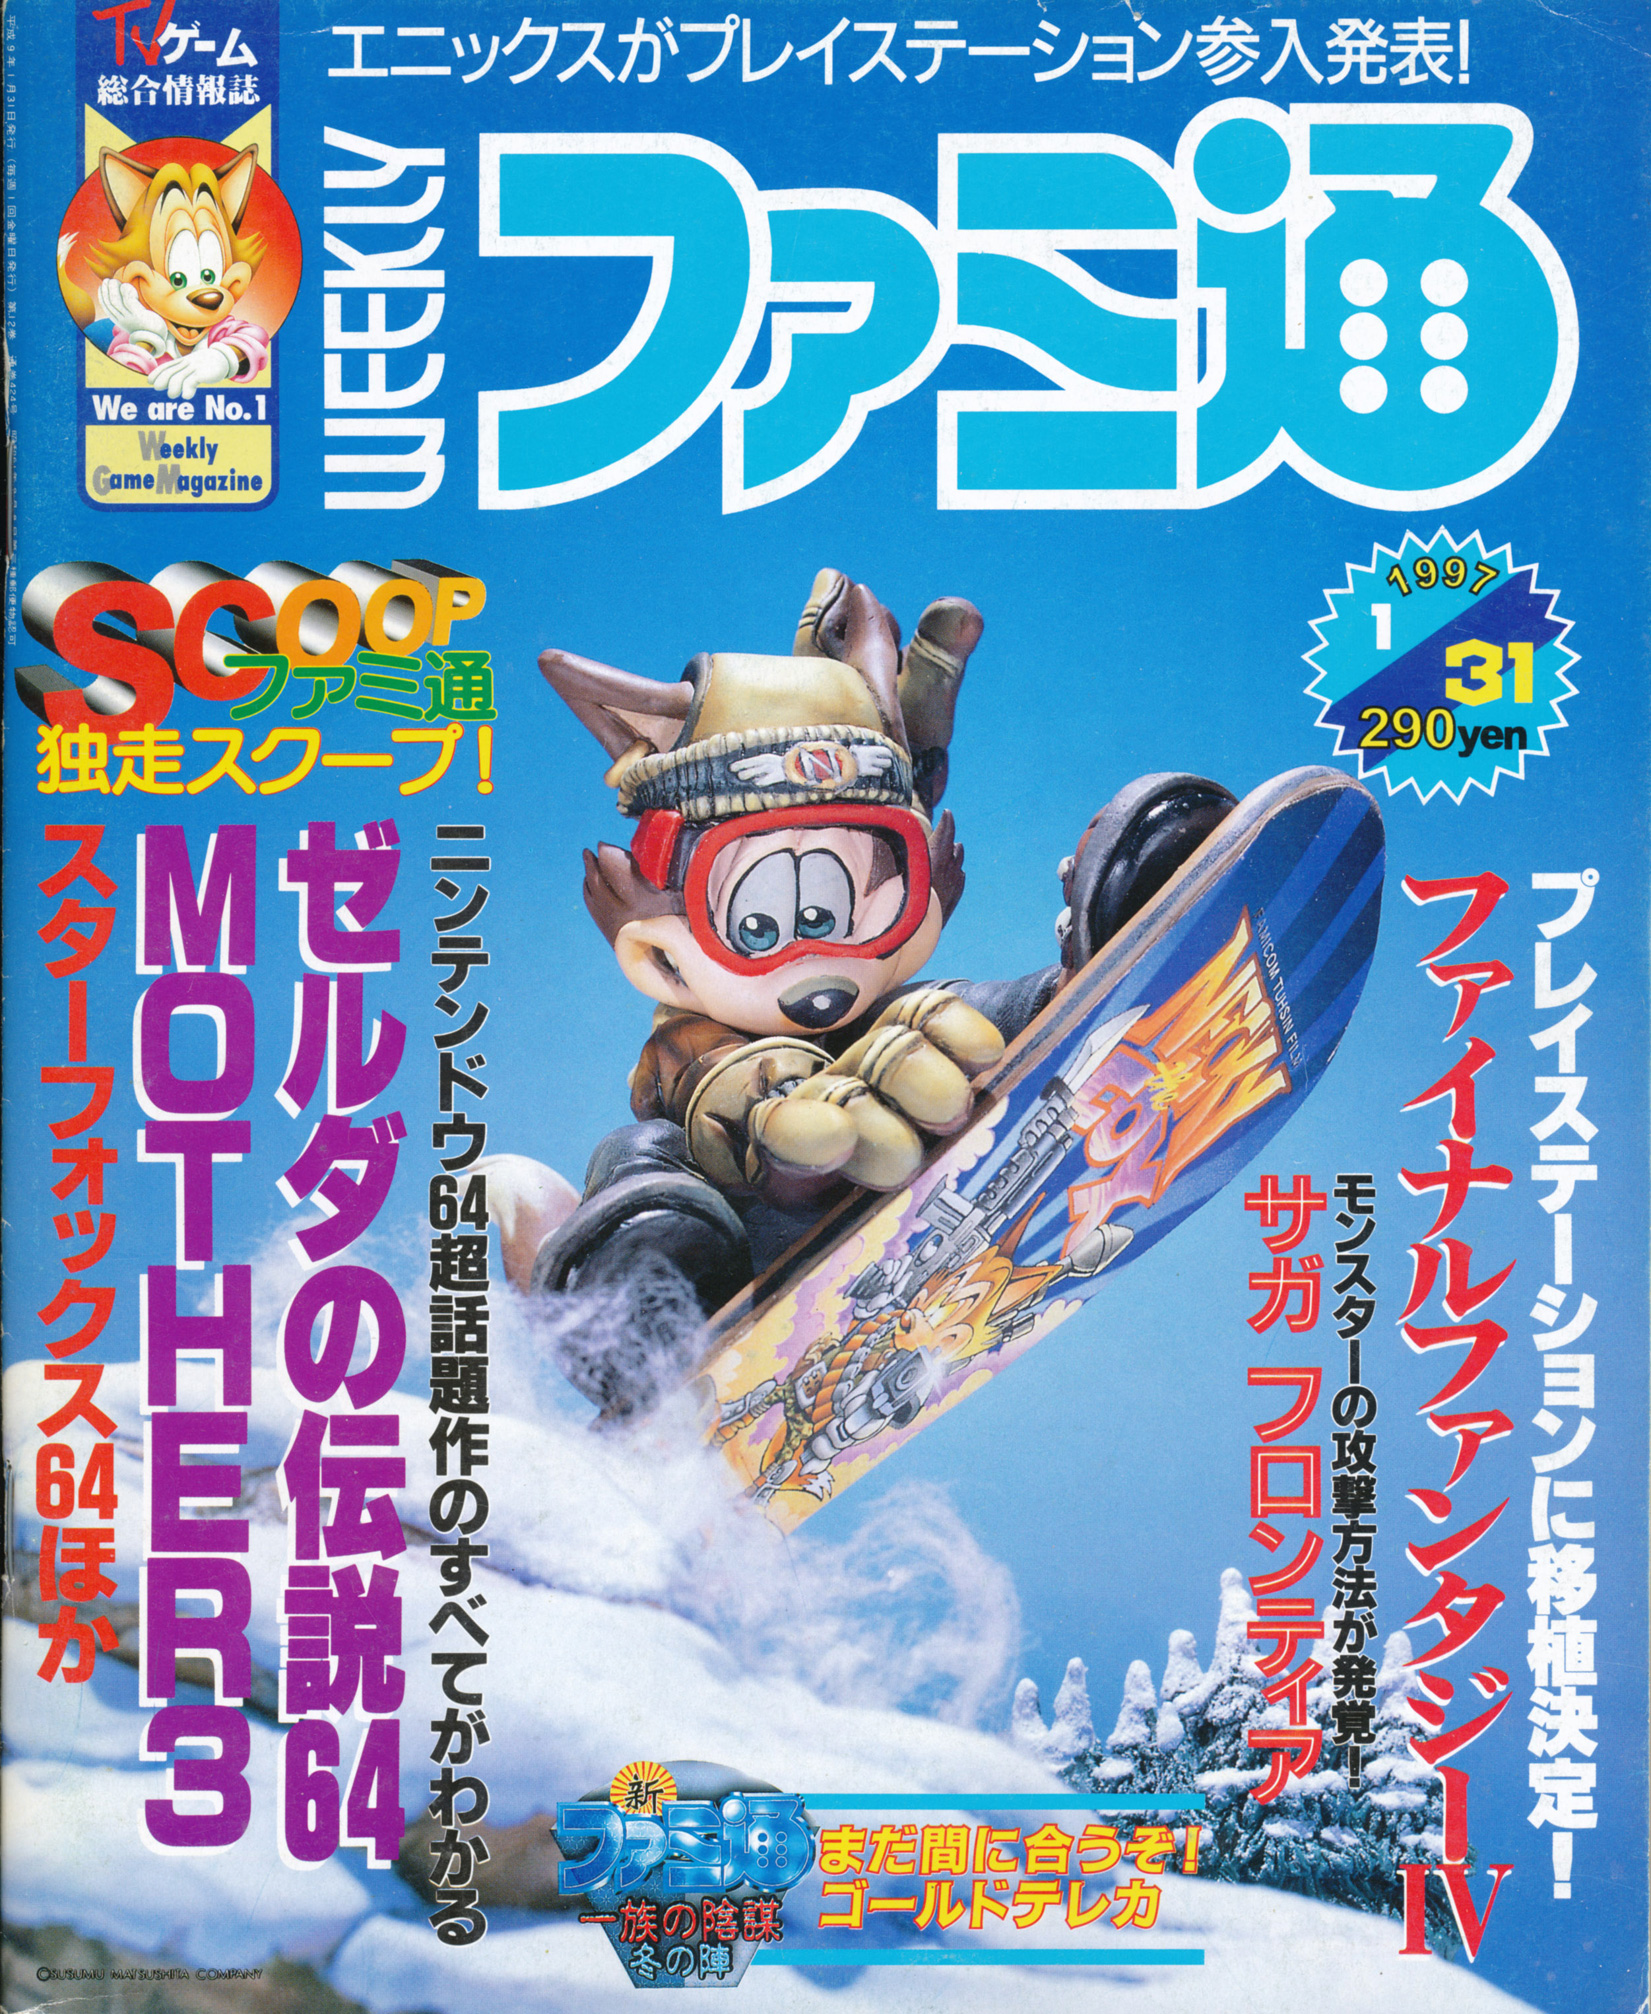 エニックスがプレイステーション参入発表!
TVゲーム
総合情報誌
We are No.1
Weekly
GameMagazine
WEEKLY
ファミ通
1997
1
31
290yen
SCOOP
ファミ通
独走スクープ!
ニンテンドウ64超話題作のすべてがわかる
ゼルダの伝説64
MOTHER3
スターフォックス64ほか
プレイステーションに移植決定!
ファイナルファンタジーIV
モンスターの攻撃方法が発覚!
サガ フロンティア
N
FAMICOM TUHSIN FILM
NECKY
the
FOX
新
ファミ通
一族の陰謀
冬の陣
まだ間に合うぞ!
ゴールドテレカ
©SUSUMU MATSUSHITA COMPANY